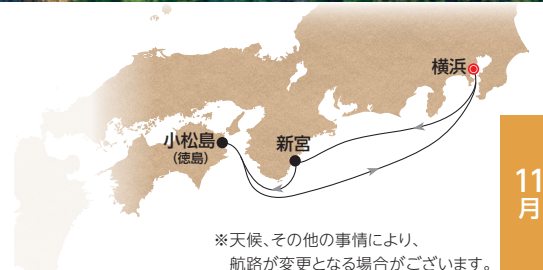 横浜
小松島
(徳島)
新宮
11
月
※天候、その他の事情により、
航路が変更となる場合がございます。